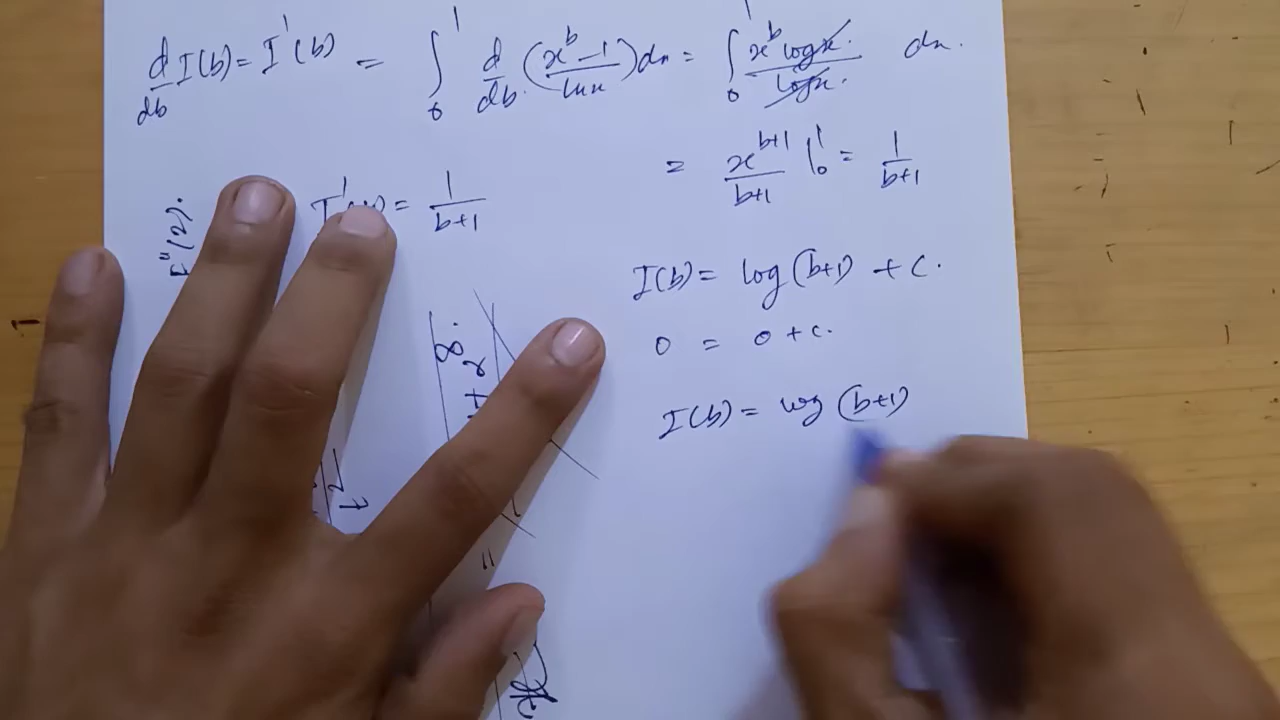 d/db I(b) = I'(b) = ∫₀¹ d/db (x^b − 1 / ln x) dx = ∫₀¹ x^b log x / log x dx.
= x^(b+1) / b+1 |₀¹ = 1 / b+1
= 1 / b+1
I(b) = log (b+1) + C.
0 = 0 + C.
I(b) = log (b+1)